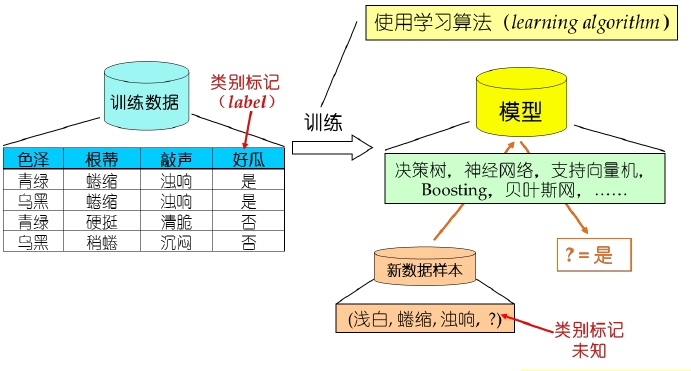 使用学习算法（learning algorithm）
训练数据
类别标记
（label）
训练
模型
色泽 根蒂 敲声 好瓜
青绿 蜷缩 浊响 是
乌黑 蜷缩 浊响 是
青绿 硬挺 清脆 否
乌黑 稍蜷 沉闷 否
决策树，神经网络，支持向量机，
Boosting，贝叶斯网，……
? = 是
新数据样本
(浅白, 蜷缩, 浊响, ?)
类别标记
未知